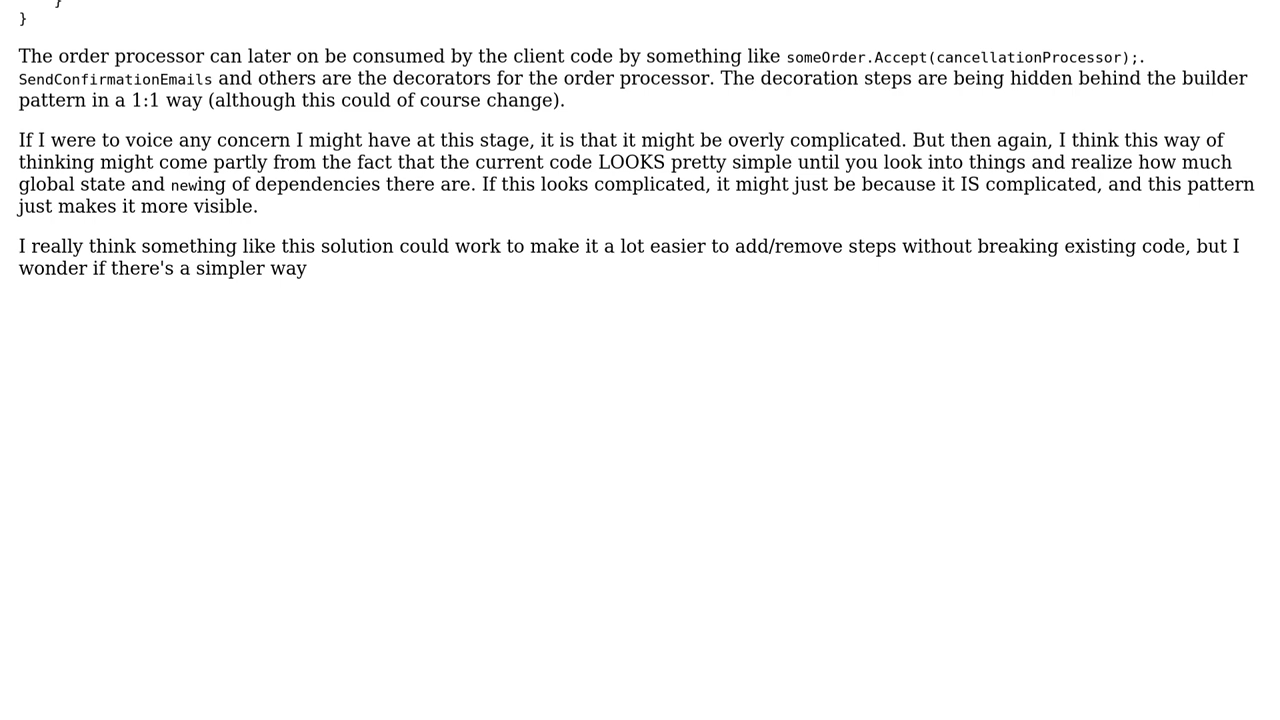 }
}
The order processor can later on be consumed by the client code by something like someOrder.Accept(cancellationProcessor);.
SendConfirmationEmails and others are the decorators for the order processor. The decoration steps are being hidden behind the builder
pattern in a 1:1 way (although this could of course change).
If I were to voice any concern I might have at this stage, it is that it might be overly complicated. But then again, I think this way of
thinking might come partly from the fact that the current code LOOKS pretty simple until you look into things and realize how much
global state and newing of dependencies there are. If this looks complicated, it might just be because it IS complicated, and this pattern
just makes it more visible.
I really think something like this solution could work to make it a lot easier to add/remove steps without breaking existing code, but I
wonder if there's a simpler way